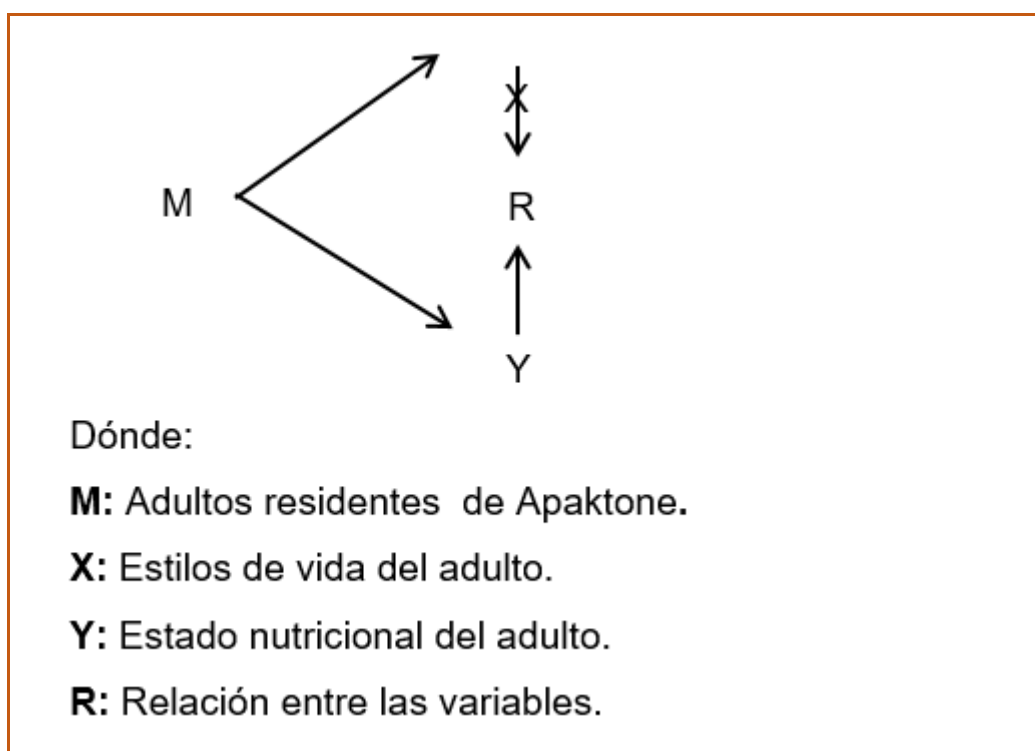 X
M
R
Y
Dónde:
M: Adultos residentes de Apaktone.
X: Estilos de vida del adulto.
Y: Estado nutricional del adulto.
R: Relación entre las variables.